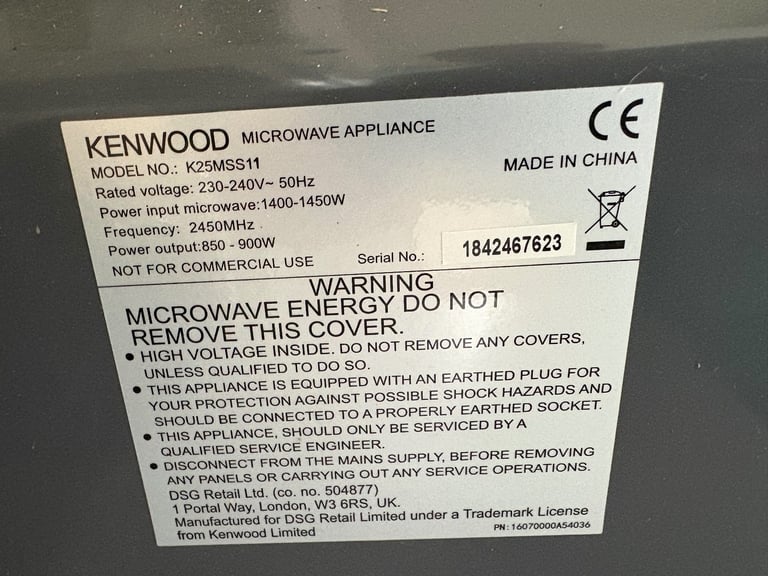 KENWOOD MICROWAVE APPLIANCE
CE
MODEL NO.: K25MSS11
MADE IN CHINA
Rated voltage: 230-240V~ 50Hz
Power input microwave:1400-1450W
Frequency: 2450MHz
Power output:850 - 900W
NOT FOR COMMERCIAL USE
Serial No.: 1842467623
WARNING
MICROWAVE ENERGY DO NOT
REMOVE THIS COVER.
• HIGH VOLTAGE INSIDE. DO NOT REMOVE ANY COVERS,
UNLESS QUALIFIED TO DO SO.
• THIS APPLIANCE IS EQUIPPED WITH AN EARTHED PLUG FOR
YOUR PROTECTION AGAINST POSSIBLE SHOCK HAZARDS AND
SHOULD BE CONNECTED TO A PROPERLY EARTHED SOCKET.
• THIS APPLIANCE, SHOULD ONLY BE SERVICED BY A
QUALIFIED SERVICE ENGINEER.
• DISCONNECT FROM THE MAINS SUPPLY, BEFORE REMOVING
ANY PANELS OR CARRYING OUT ANY SERVICE OPERATIONS.
DSG Retail Ltd. (co. no. 504877)
1 Portal Way, London, W3 6RS, UK.
Manufactured for DSG Retail Limited under a Trademark License
from Kenwood Limited
PN: 16070000A54036